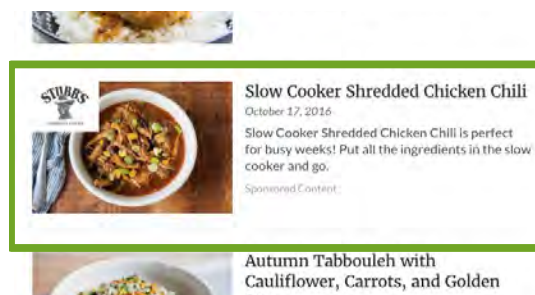 STUBB'S
Slow Cooker Shredded Chicken Chili
October 17, 2016
Slow Cooker Shredded Chicken Chili is perfect
for busy weeks! Put all the ingredients in the slow
cooker and go.
Sponsored Content
Autumn Tabbouleh with
Cauliflower, Carrots, and Golden